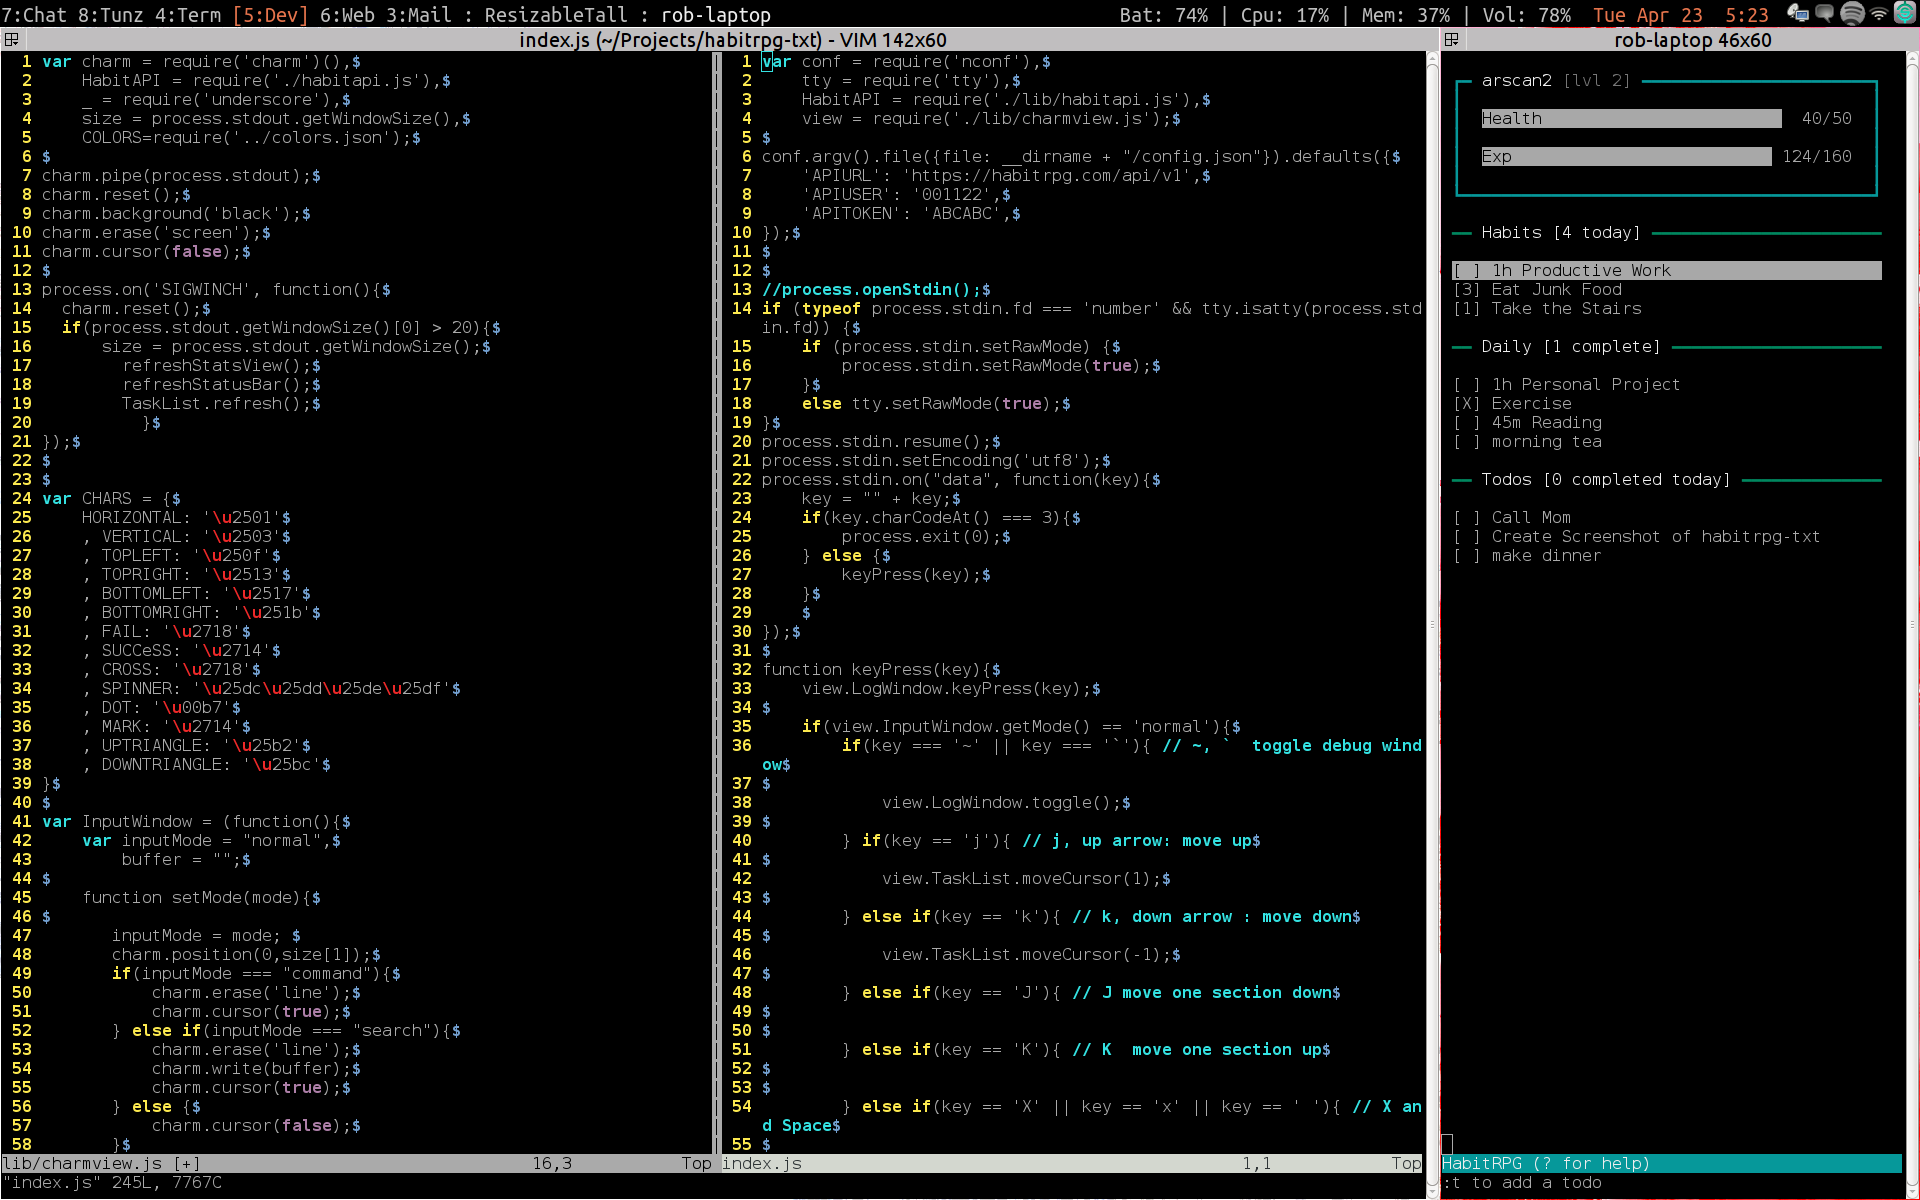 7:Chat 8:Tunz 4:Term [5:Dev] 6:Web 3:Mail : ResizableTall : rob-laptop
Bat: 74% | Cpu: 17% | Mem: 37% | Vol: 78% Tue Apr 23 5:23
index.js (~/Projects/habitrpg-txt) - VIM 142x60
1 var charm = require('charm')(),$
2     HabitAPI = require('./habitapi.js'),$
3     _ = require('underscore'),$
4     size = process.stdout.getWindowSize(),$
5     COLORS=require('../colors.json');$
6 $
7 charm.pipe(process.stdout);$
8 charm.reset();$
9 charm.background('black');$
10 charm.erase('screen');$
11 charm.cursor(false);$
12 $
13 process.on('SIGWINCH', function(){$
14   charm.reset();$
15   if(process.stdout.getWindowSize()[0] > 20){$
16       size = process.stdout.getWindowSize();$
17         refreshStatsView();$
18         refreshStatusBar();$
19         TaskList.refresh();$
20           }$
21 });$
22 $
23 $
24 var CHARS = {$
25     HORIZONTAL: '\u2501'$
26     , VERTICAL: '\u2503'$
27     , TOPLEFT: '\u250f'$
28     , TOPRIGHT: '\u2513'$
29     , BOTTOMLEFT: '\u2517'$
30     , BOTTOMRIGHT: '\u251b'$
31     , FAIL: '\u2718'$
32     , SUCCeSS: '\u2714'$
33     , CROSS: '\u2718'$
34     , SPINNER: '\u25dc\u25dd\u25de\u25df'$
35     , DOT: '\u00b7'$
36     , MARK: '\u2714'$
37     , UPTRIANGLE: '\u25b2'$
38     , DOWNTRIANGLE: '\u25bc'$
39 }$
40 $
41 var InputWindow = (function(){$
42     var inputMode = "normal",$
43         buffer = "";$
44 $
45     function setMode(mode){$
46 $
47        inputMode = mode; $
48        charm.position(0,size[1]);$
49        if(inputMode === "command"){$
50            charm.erase('line');$
51            charm.cursor(true);$
52        } else if(inputMode === "search"){$
53            charm.erase('line');$
54            charm.write(buffer);$
55            charm.cursor(true);$
56        } else {$
57            charm.cursor(false);$
58        }$
lib/charmview.js [+] 16,3 Top
"index.js" 245L, 7767C
1 var conf = require('nconf'),$
2     tty = require('tty'),$
3     HabitAPI = require('./lib/habitapi.js'),$
4     view = require('./lib/charmview.js');$
5 $
6 conf.argv().file({file: __dirname + "/config.json"}).defaults({$
7     'APIURL': 'https://habitrpg.com/api/v1',$
8     'APIUSER': '001122',$
9     'APITOKEN': 'ABCABC',$
10 });$
11 $
12 $
13 //process.openStdin();$
14 if (typeof process.stdin.fd === 'number' && tty.isatty(process.std
in.fd)) {$
15     if (process.stdin.setRawMode) {$
16         process.stdin.setRawMode(true);$
17     }$
18     else tty.setRawMode(true);$
19 }$
20 process.stdin.resume();$
21 process.stdin.setEncoding('utf8');$
22 process.stdin.on("data", function(key){$
23     key = "" + key;$
24     if(key.charCodeAt() === 3){$
25         process.exit(0);$
26     } else {$
27         keyPress(key);$
28     }$
29     $
30 });$
31 $
32 function keyPress(key){$
33     view.LogWindow.keyPress(key);$
34 $
35     if(view.InputWindow.getMode() == 'normal'){$
36         if(key === '~' || key === '`'){ // ~, `  toggle debug wind
ow$
37 $
38             view.LogWindow.toggle();$
39 $
40         } if(key == 'j'){ // j, up arrow: move up$
41 $
42             view.TaskList.moveCursor(1);$
43 $
44         } else if(key == 'k'){ // k, down arrow : move down$
45 $
46             view.TaskList.moveCursor(-1);$
47 $
48         } else if(key == 'J'){ // J move one section down$
49 $
50 $
51         } else if(key == 'K'){ // K  move one section up$
52 $
53 $
54         } else if(key == 'X' || key == 'x' || key == ' '){ // X an
d Space$
55 $
index.js 1,1 Top
rob-laptop 46x60
arscan2 [lvl 2]
Health 40/50
Exp 124/160
Habits [4 today]
[ ] 1h Productive Work
[3] Eat Junk Food
[1] Take the Stairs
Daily [1 complete]
[ ] 1h Personal Project
[X] Exercise
[ ] 45m Reading
[ ] morning tea
Todos [0 completed today]
[ ] Call Mom
[ ] Create Screenshot of habitrpg-txt
[ ] make dinner
HabitRPG (? for help)
:t to add a todo